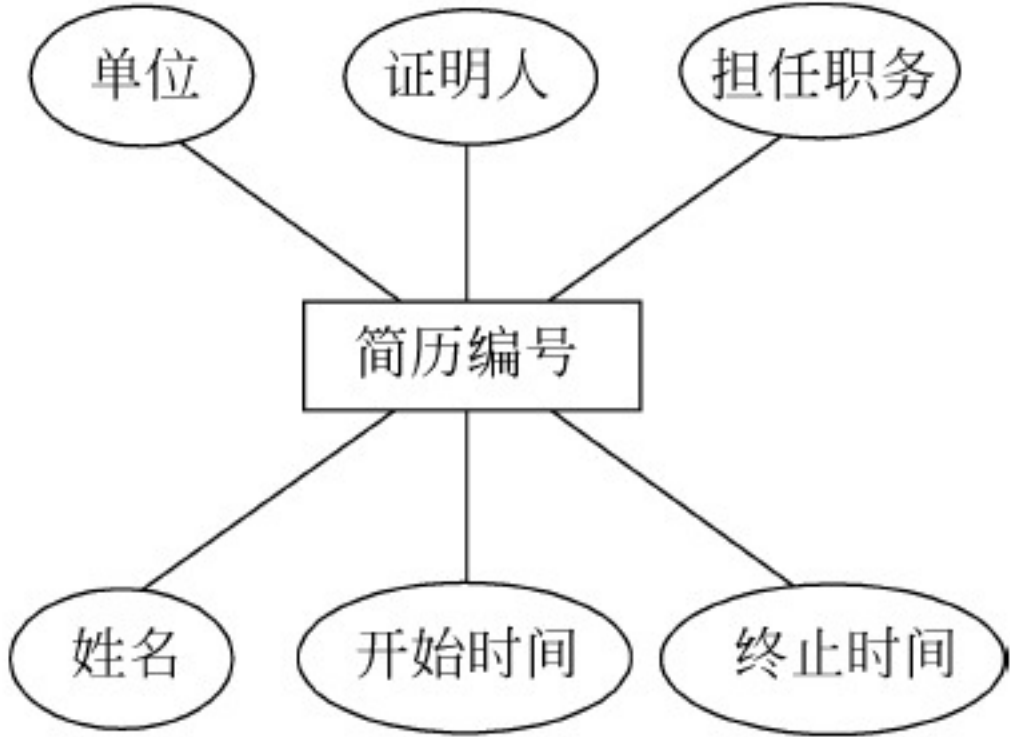 单位
证明人
担任职务
简历编号
姓名
开始时间
终止时间